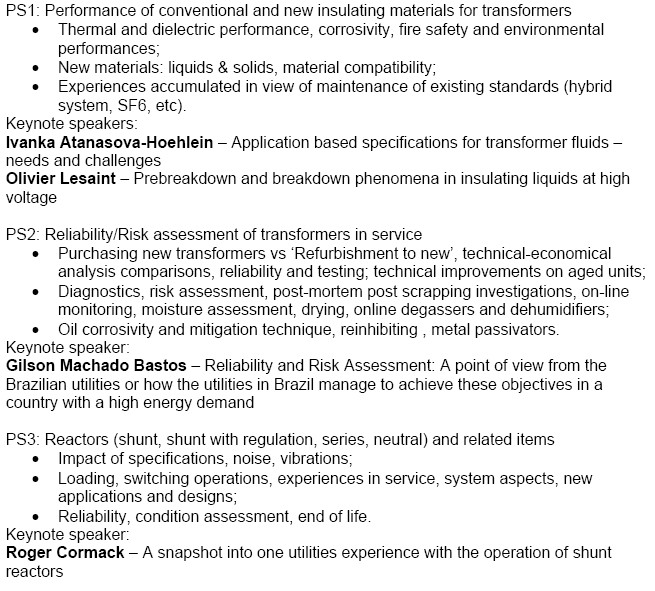 PS1: Performance of conventional and new insulating materials for transformers
• Thermal and dielectric performance, corrosivity, fire safety and environmental
performances;
• New materials: liquids & solids, material compatibility;
• Experiences accumulated in view of maintenance of existing standards (hybrid
system, SF6, etc).
Keynote speakers:
Ivanka Atanasova-Hoehlein – Application based specifications for transformer fluids –
needs and challenges
Olivier Lesaint – Prebreakdown and breakdown phenomena in insulating liquids at high
voltage
PS2: Reliability/Risk assessment of transformers in service
• Purchasing new transformers vs ‘Refurbishment to new’, technical-economical
analysis comparisons, reliability and testing; technical improvements on aged units;
• Diagnostics, risk assessment, post-mortem post scrapping investigations, on-line
monitoring, moisture assessment, drying, online degassers and dehumidifiers;
• Oil corrosivity and mitigation technique, reinhibiting , metal passivators.
Keynote speaker:
Gilson Machado Bastos – Reliability and Risk Assessment: A point of view from the
Brazilian utilities or how the utilities in Brazil manage to achieve these objectives in a
country with a high energy demand
PS3: Reactors (shunt, shunt with regulation, series, neutral) and related items
• Impact of specifications, noise, vibrations;
• Loading, switching operations, experiences in service, system aspects, new
applications and designs;
• Reliability, condition assessment, end of life.
Keynote speaker:
Roger Cormack – A snapshot into one utilities experience with the operation of shunt
reactors